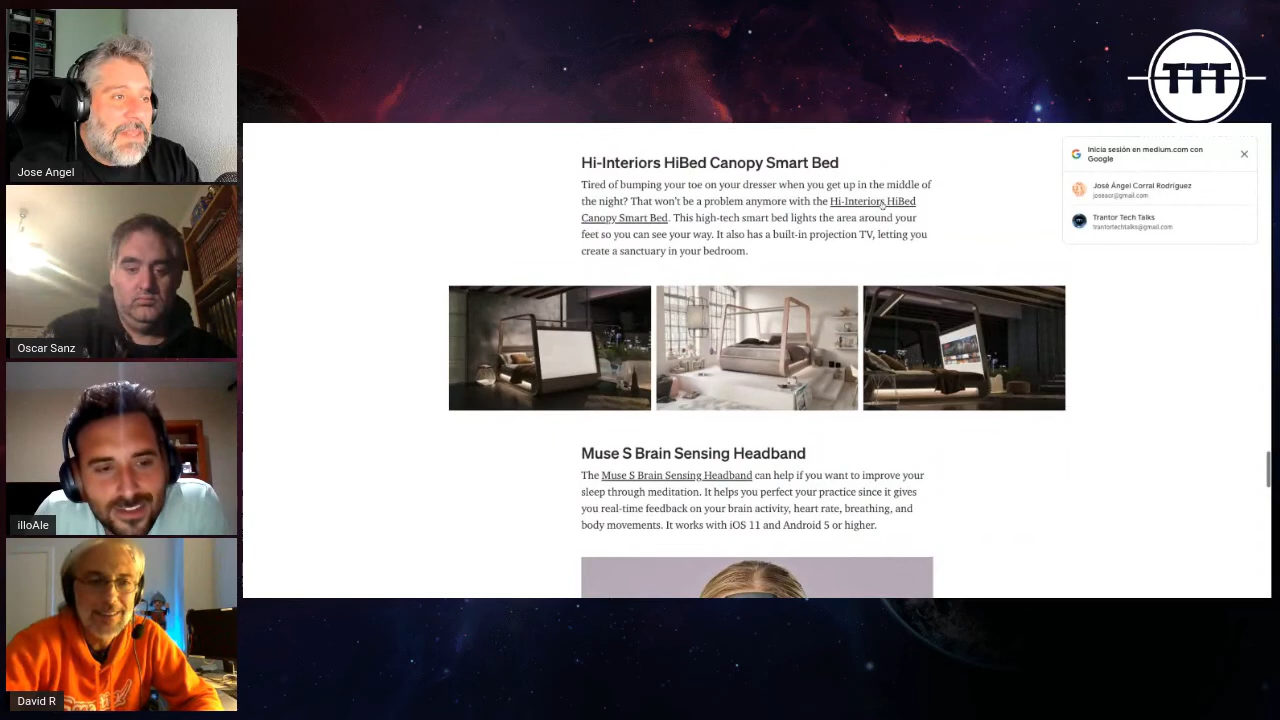 Jose Angel
Oscar Sanz
illoAle
David R
TTT
Hi-Interiors HiBed Canopy Smart Bed
Tired of bumping your toe on your dresser when you get up in the middle of
the night? That won't be a problem anymore with the Hi-Interiors HiBed
Canopy Smart Bed. This high-tech smart bed lights the area around your
feet so you can see your way. It also has a built-in projection TV, letting you
create a sanctuary in your bedroom.
Muse S Brain Sensing Headband
The Muse S Brain Sensing Headband can help if you want to improve your
sleep through meditation. It helps you perfect your practice since it gives
you real-time feedback on your brain activity, heart rate, breathing, and
body movements. It works with iOS 11 and Android 5 or higher.
Inicia sesión en medium.com con
Google
José Ángel Corral Rodríguez
joseacr@gmail.com
Trantor Tech Talks
trantortechtalks@gmail.com